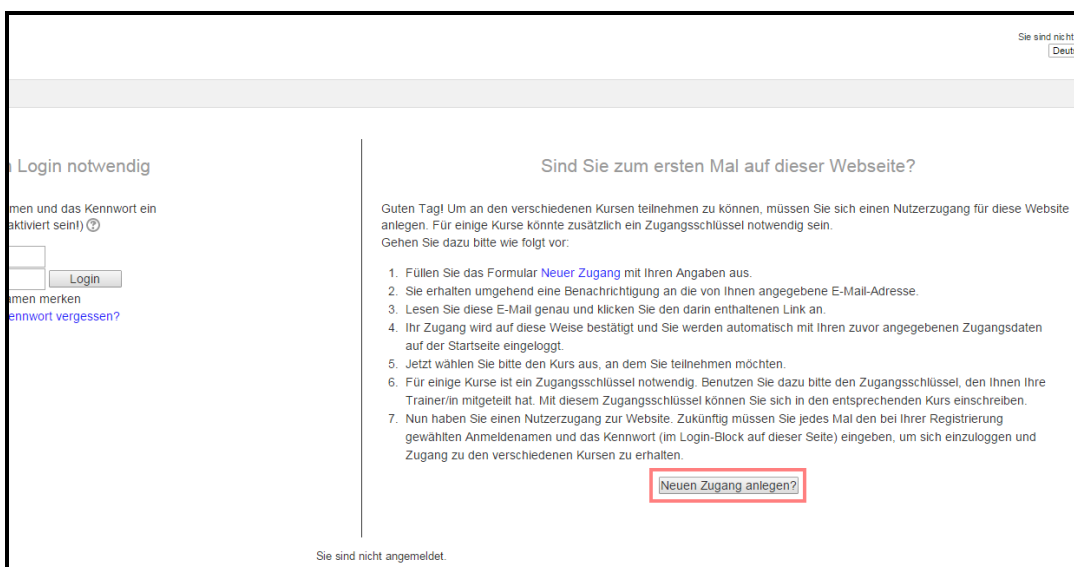 Sie sind nicht
Login notwendig
und das Kennwort ein
aktiviert sein!) ?
Login
merken
vergessen?
Sind Sie zum ersten Mal auf dieser Webseite?
Guten Tag! Um an den verschiedenen Kursen teilnehmen zu können, müssen Sie sich einen Nutzerzugang für diese Website
anlegen. Für einige Kurse könnte zusätzlich ein Zugangsschlüssel notwendig sein.
Gehen Sie dazu bitte wie folgt vor:
1. Füllen Sie das Formular Neuer Zugang mit Ihren Angaben aus.
2. Sie erhalten umgehend eine Benachrichtigung an die von Ihnen angegebene E-Mail-Adresse.
3. Lesen Sie diese E-Mail genau und klicken Sie den darin enthaltenen Link an.
4. Ihr Zugang wird auf diese Weise bestätigt und Sie werden automatisch mit Ihren zuvor angegebenen Zugangsdaten
auf der Startseite eingeloggt.
5. Jetzt wählen Sie bitte den Kurs aus, an dem Sie teilnehmen möchten.
6. Für einige Kurse ist ein Zugangsschlüssel notwendig. Benutzen Sie dazu bitte den Zugangsschlüssel, den Ihnen Ihre
Trainer/in mitgeteilt hat. Mit diesem Zugangsschlüssel können Sie sich in den entsprechenden Kurs einschreiben.
7. Nun haben Sie einen Nutzerzugang zur Website. Zukünftig müssen Sie jedes Mal den bei Ihrer Registrierung
gewählten Anmeldenamen und das Kennwort (im Login-Block auf dieser Seite) eingeben, um sich einzuloggen und
Zugang zu den verschiedenen Kursen zu erhalten.
Neuen Zugang anlegen?
Sie sind nicht angemeldet.